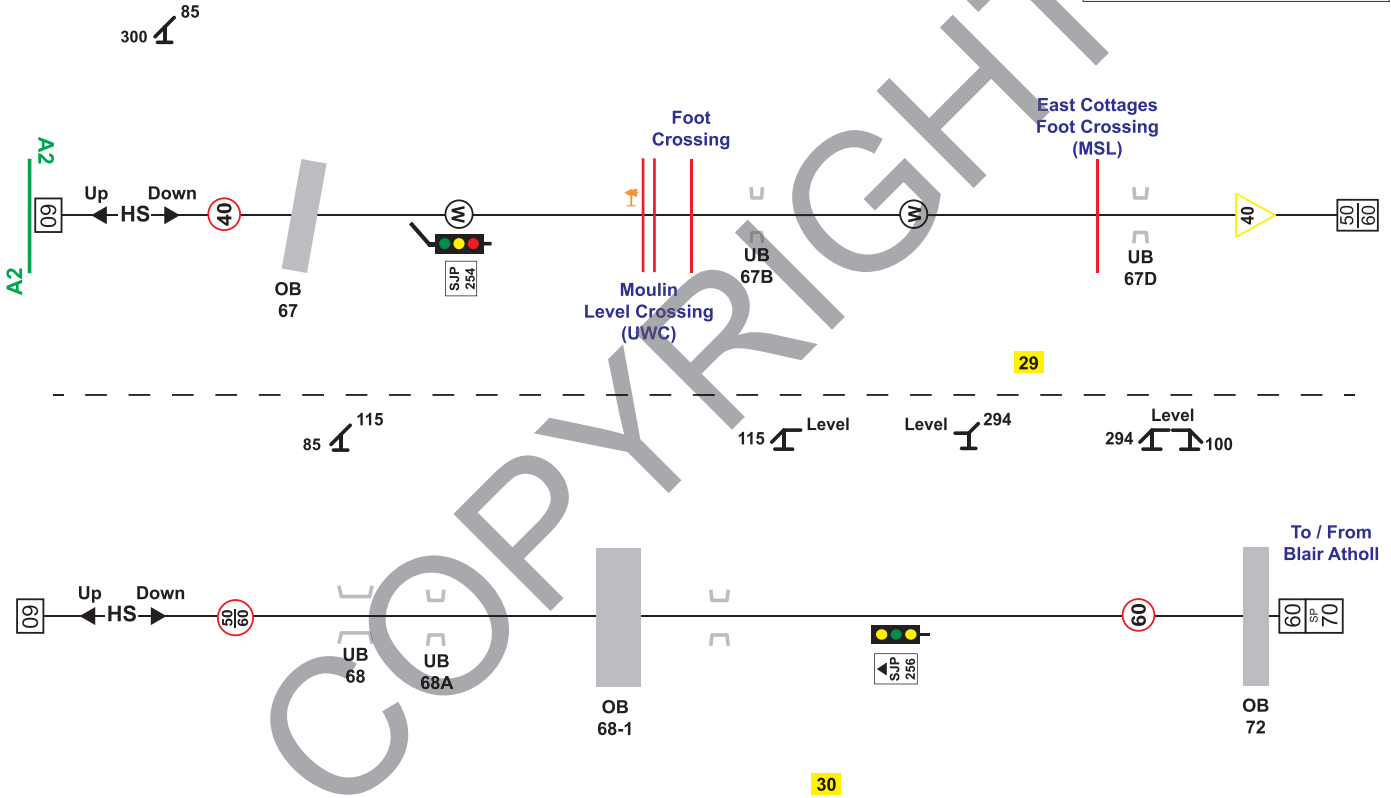 85
300
Foot
Crossing
East Cottages
Foot Crossing
(MSL)
A2
A2
60
Up HS Down
40
W
W
40
50
60
OB
67
SJP
254
Moulin
Level Crossing
(UWC)
UB
67B
UB
67D
29
85 115
115 Level
Level 294
294 Level 100
To / From
Blair Atholl
60
Up HS Down
50
60
60
60 SP 70
UB
68
UB
68A
OB
68-1
SJP
256
OB
72
30
COPYRIGHT